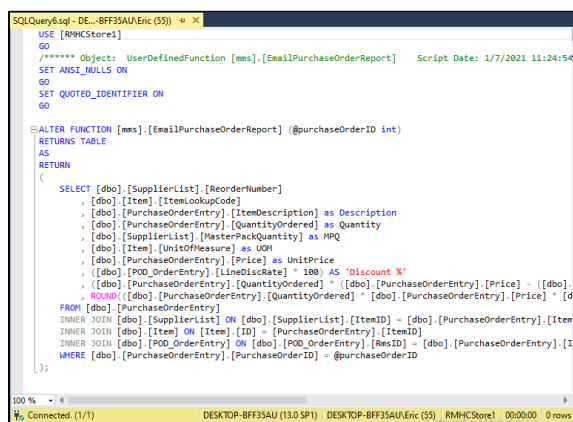 SQLQuery6.sql - DE...-BFF35AU\Eric (55))
USE [RMHCStore1]
GO
/****** Object:  UserDefinedFunction [mms].[EmailPurchaseOrderReport]    Script Date: 1/7/2021 11:24:54
SET ANSI_NULLS ON
GO
SET QUOTED_IDENTIFIER ON
GO
ALTER FUNCTION [mms].[EmailPurchaseOrderReport] (@purchaseOrderID int)
RETURNS TABLE
AS
RETURN
(
SELECT [dbo].[SupplierList].[ReorderNumber]
, [dbo].[Item].[ItemLookupCode]
, [dbo].[PurchaseOrderEntry].[ItemDescription] as Description
, [dbo].[PurchaseOrderEntry].[QuantityOrdered] as Quantity
, [dbo].[SupplierList].[MasterPackQuantity] as MPQ
, [dbo].[Item].[UnitOfMeasure] as UOM
, [dbo].[PurchaseOrderEntry].[Price] as UnitPrice
, ([dbo].[POD_OrderEntry].[LineDiscRate] * 100) AS 'Discount %'
, ([dbo].[PurchaseOrderEntry].[QuantityOrdered] * ([dbo].[PurchaseOrderEntry].[Price] - ([dbo].
, ROUND(([dbo].[PurchaseOrderEntry].[QuantityOrdered] * [dbo].[PurchaseOrderEntry].[Price] * [d
FROM [dbo].[PurchaseOrderEntry]
INNER JOIN [dbo].[SupplierList] ON [dbo].[SupplierList].[ItemID] = [dbo].[PurchaseOrderEntry].[Item
INNER JOIN [dbo].[Item] ON [Item].[ID] = [PurchaseOrderEntry].[ItemID]
INNER JOIN [dbo].[POD_OrderEntry] ON [dbo].[POD_OrderEntry].[RmsID] = [dbo].[PurchaseOrderEntry].[I
WHERE [dbo].[PurchaseOrderEntry].[PurchaseOrderID] = @purchaseOrderID
);
100 %
Connected. (1/1) DESKTOP-BFF35AU (13.0 SP1) DESKTOP-BFF35AU\Eric (55) RMHCStore1 00:00:00 0 rows